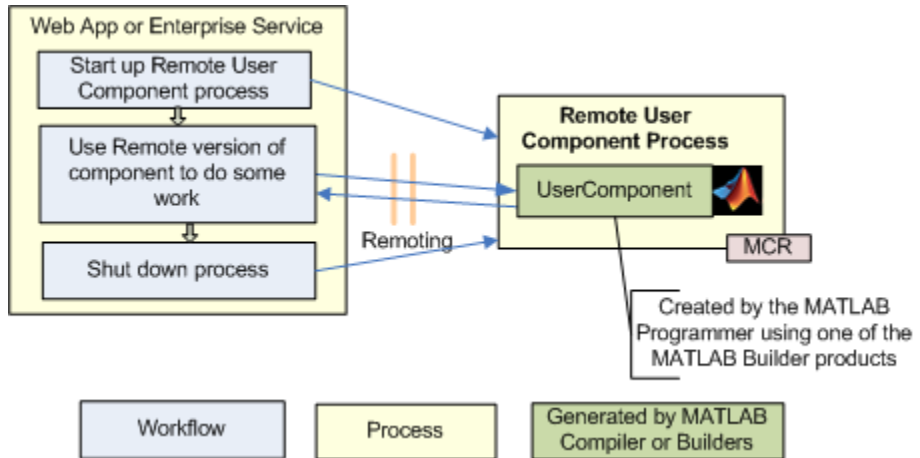 Web App or Enterprise Service
Start up Remote User
Component process
Use Remote version of
component to do some
work
Shut down process
Remoting
Remote User
Component Process
UserComponent
MCR
Created by the MATLAB
Programmer using one of the
MATLAB Builder products
Workflow
Process
Generated by MATLAB
Compiler or Builders